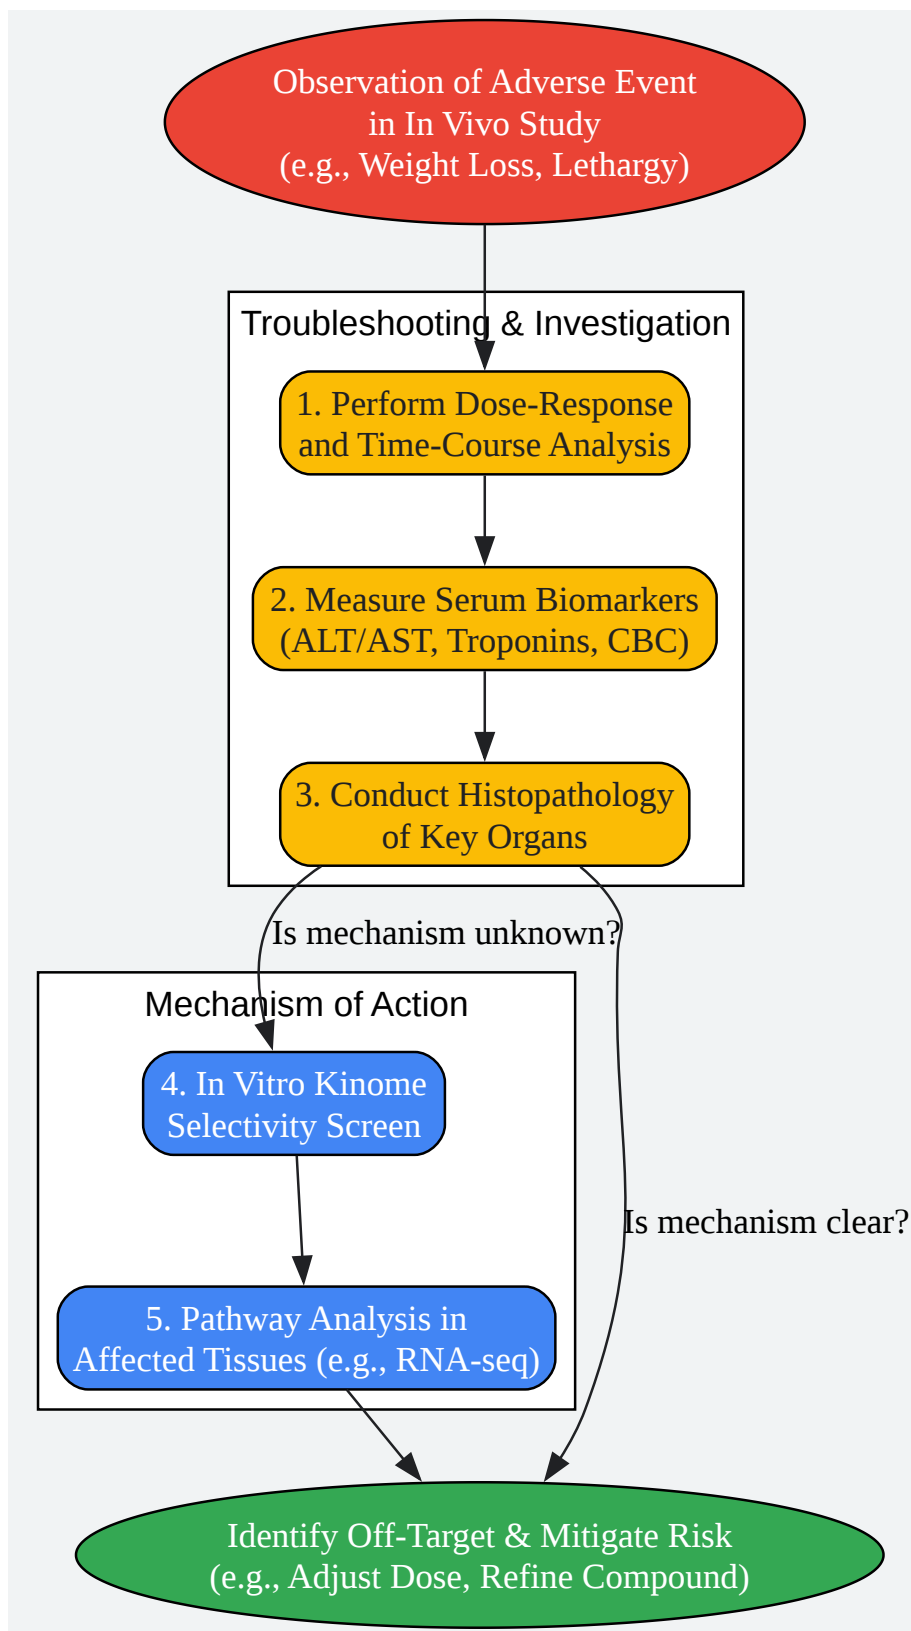 Observation of Adverse Event
in In Vivo Study
(e.g., Weight Loss, Lethargy)
Troubleshooting & Investigation
1. Perform Dose-Response
and Time-Course Analysis
2. Measure Serum Biomarkers
(ALT/AST, Troponins, CBC)
3. Conduct Histopathology
of Key Organs
Is mechanism unknown?
Mechanism of Action
4. In Vitro Kinome
Selectivity Screen
Is mechanism clear?
5. Pathway Analysis in
Affected Tissues (e.g., RNA-seq)
Identify Off-Target & Mitigate Risk
(e.g., Adjust Dose, Refine Compound)